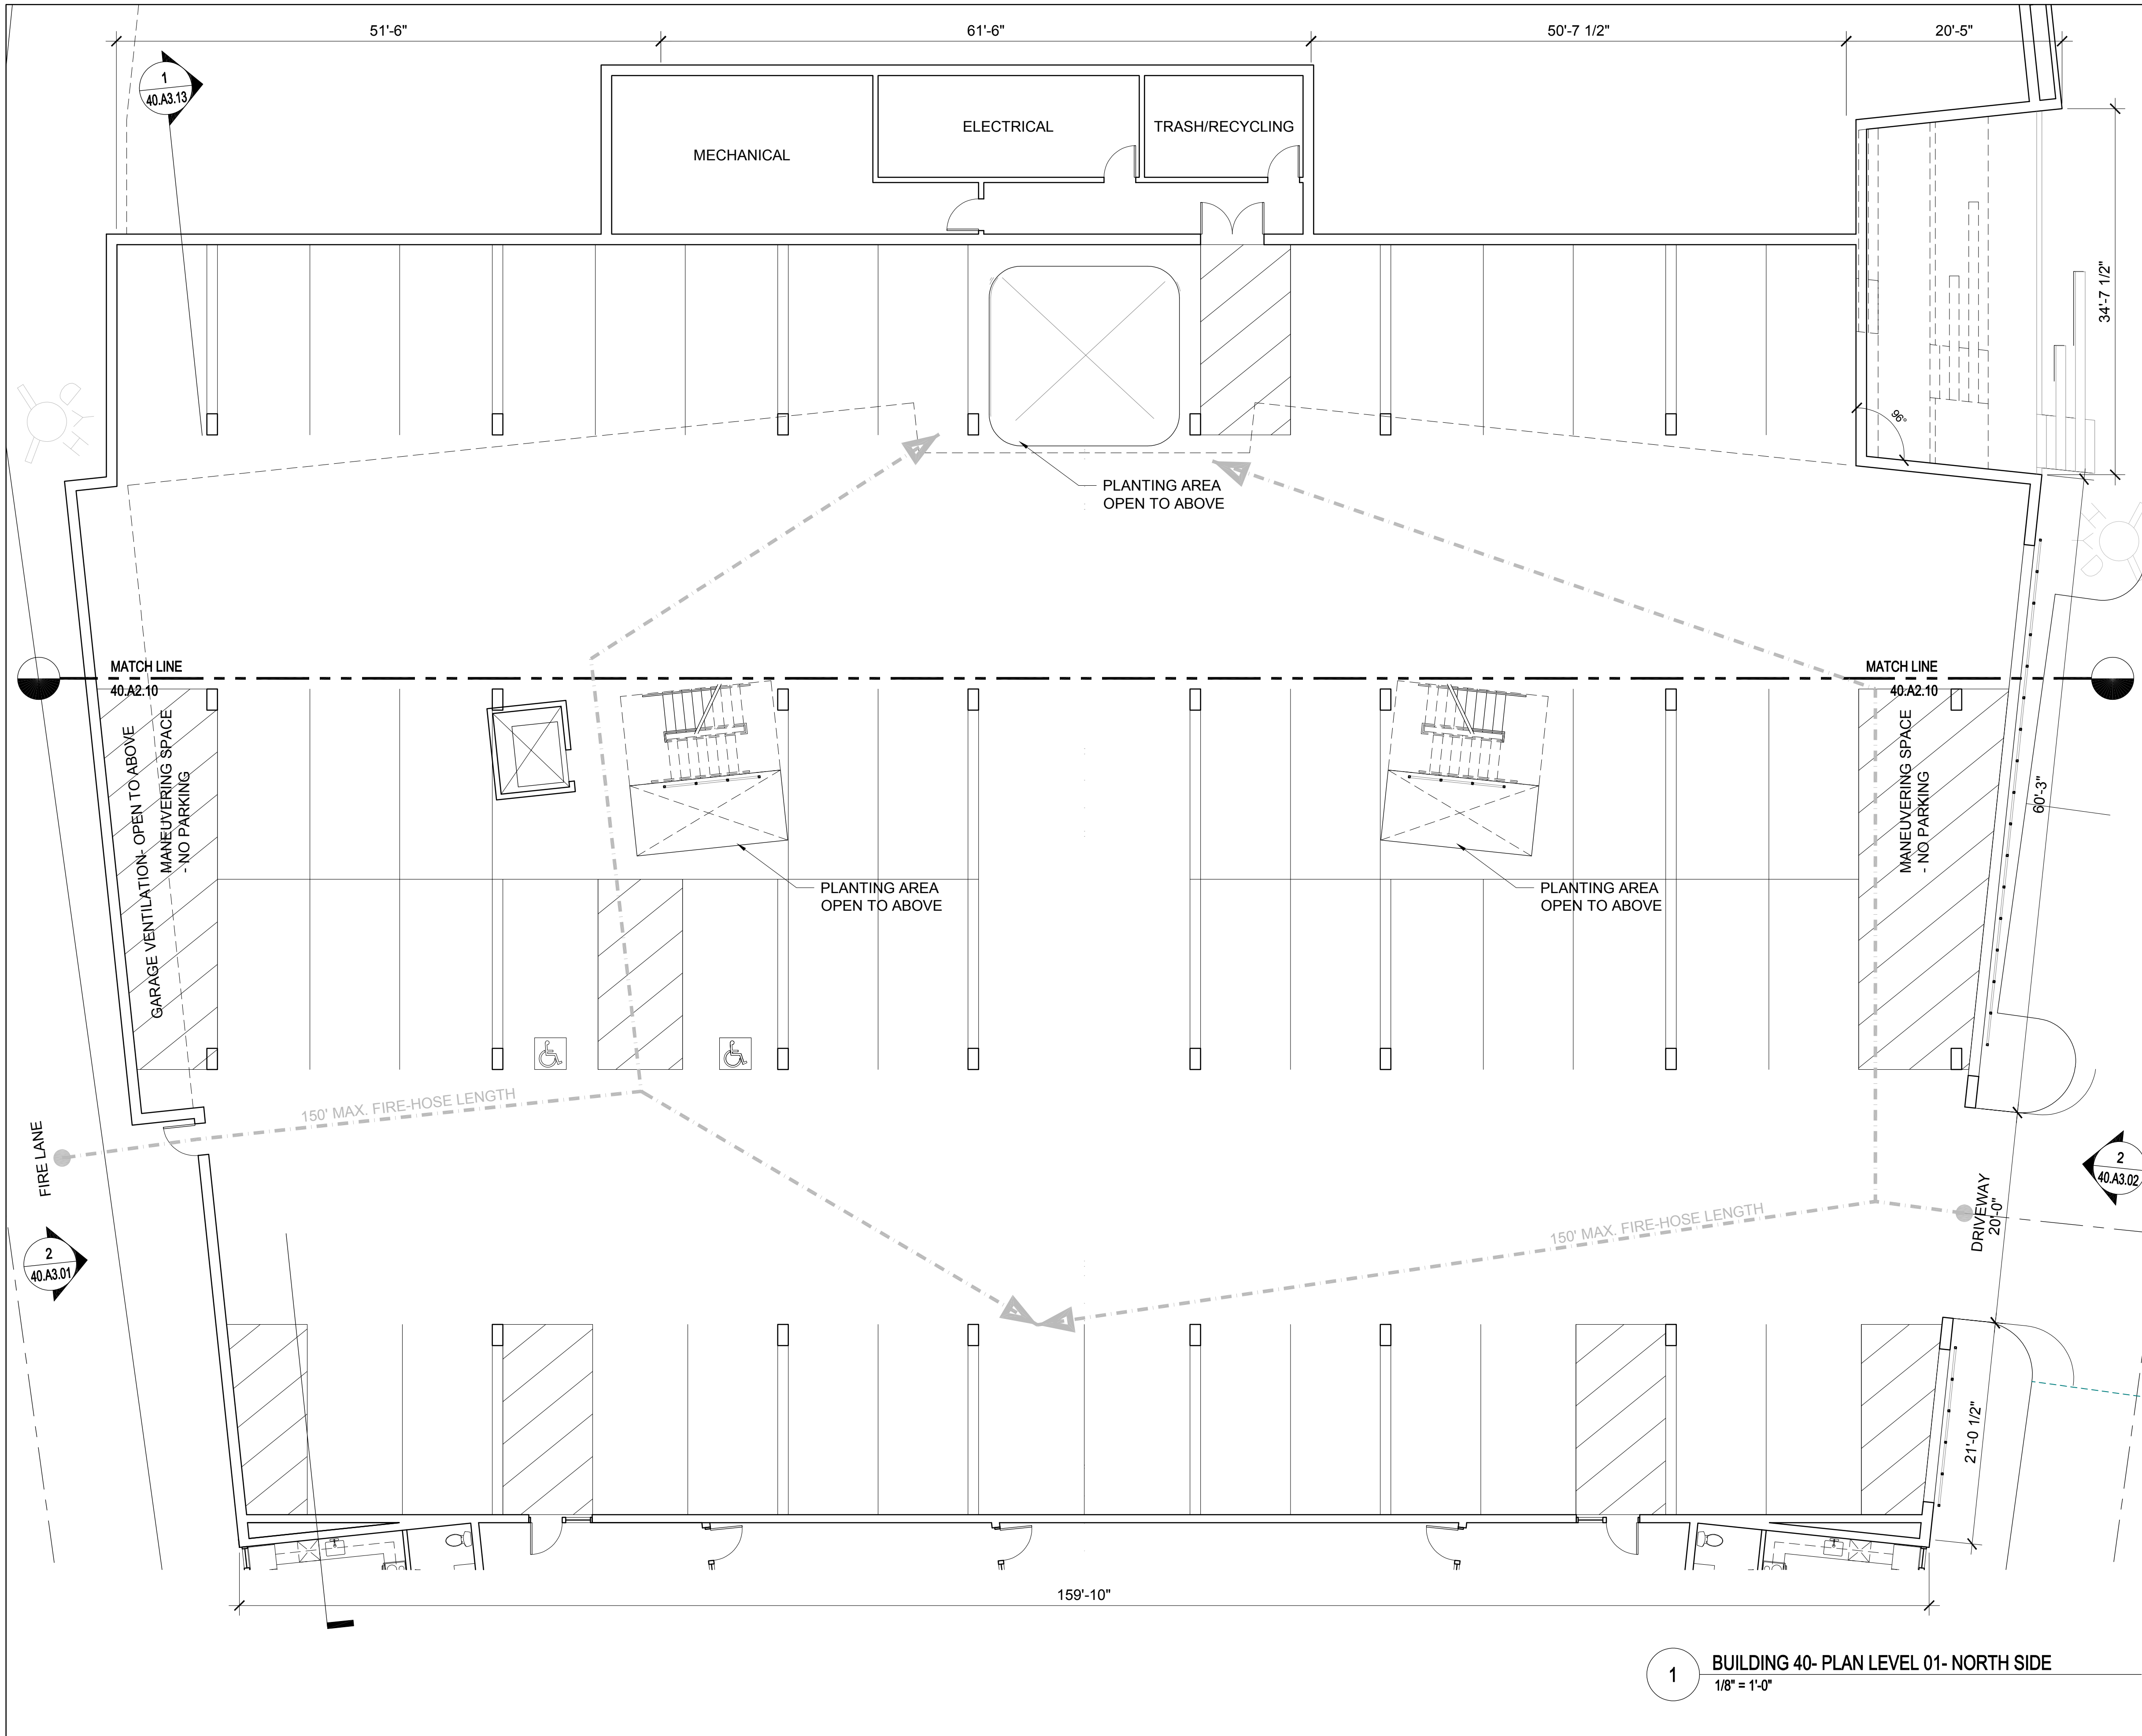 51'-6"
61'-6"
50'-7 1/2"
20'-5"
1
40.A3.13
MECHANICAL
ELECTRICAL
TRASH/RECYCLING
34'-7 1/2"
96°
PLANTING AREA
OPEN TO ABOVE
MATCH LINE
40.A2.10
MATCH LINE
40.A2.10
GARAGE VENTILATION- OPEN TO ABOVE
MANEUVERING SPACE
- NO PARKING
MANEUVERING SPACE
- NO PARKING
60'-3"
PLANTING AREA
OPEN TO ABOVE
PLANTING AREA
OPEN TO ABOVE
150' MAX. FIRE-HOSE LENGTH
FIRE LANE
2
40.A3.02
DRIVEWAY
20'-0"
150' MAX. FIRE-HOSE LENGTH
2
40.A3.01
21'-0 1/2"
159'-10"
1
BUILDING 40- PLAN LEVEL 01- NORTH SIDE
1/8" = 1'-0"